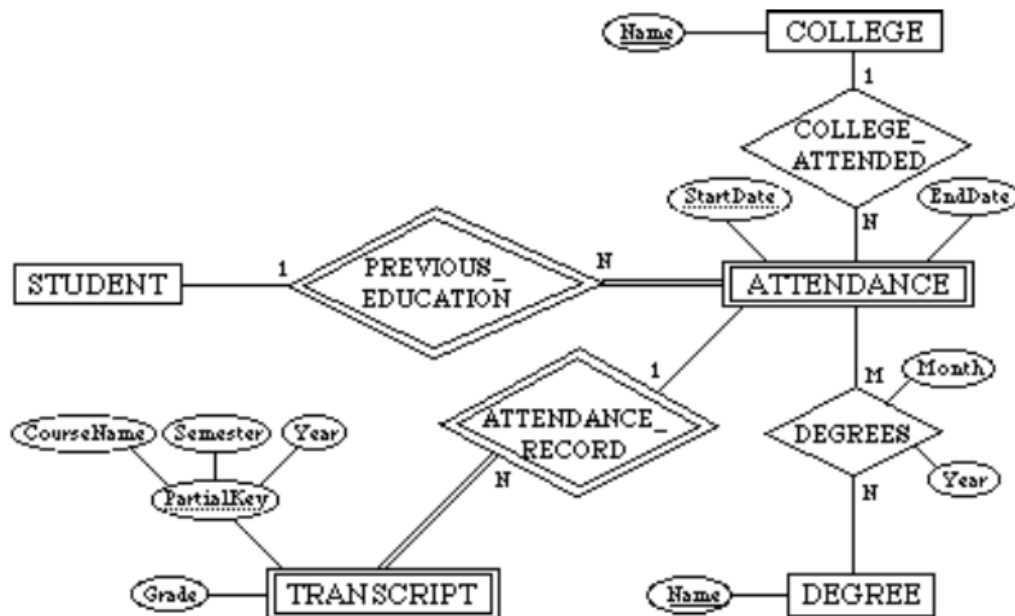 Name
COLLEGE
1
COLLEGE_
ATTENDED
StartDate
EndDate
N
STUDENT
1
PREVIOUS_
EDUCATION
N
ATTENDANCE
1
M
Month
CourseName
Semester
Year
ATTENDANCE_
RECORD
DEGREES
N
N
Year
PartialKey
Grade
TRANSCRIPT
Name
DEGREE